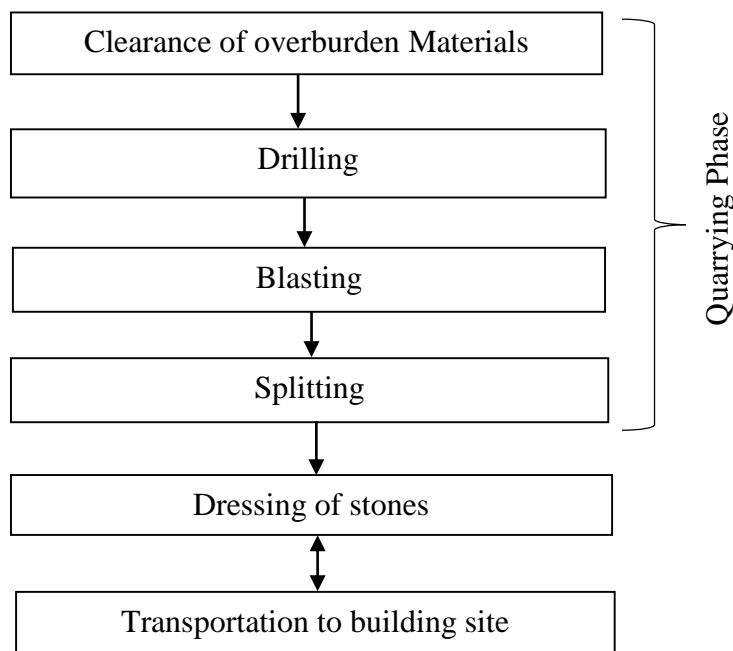 Clearance of overburden Materials
Drilling
Blasting
Splitting
Quarrying Phase
Dressing of stones
Transportation to building site